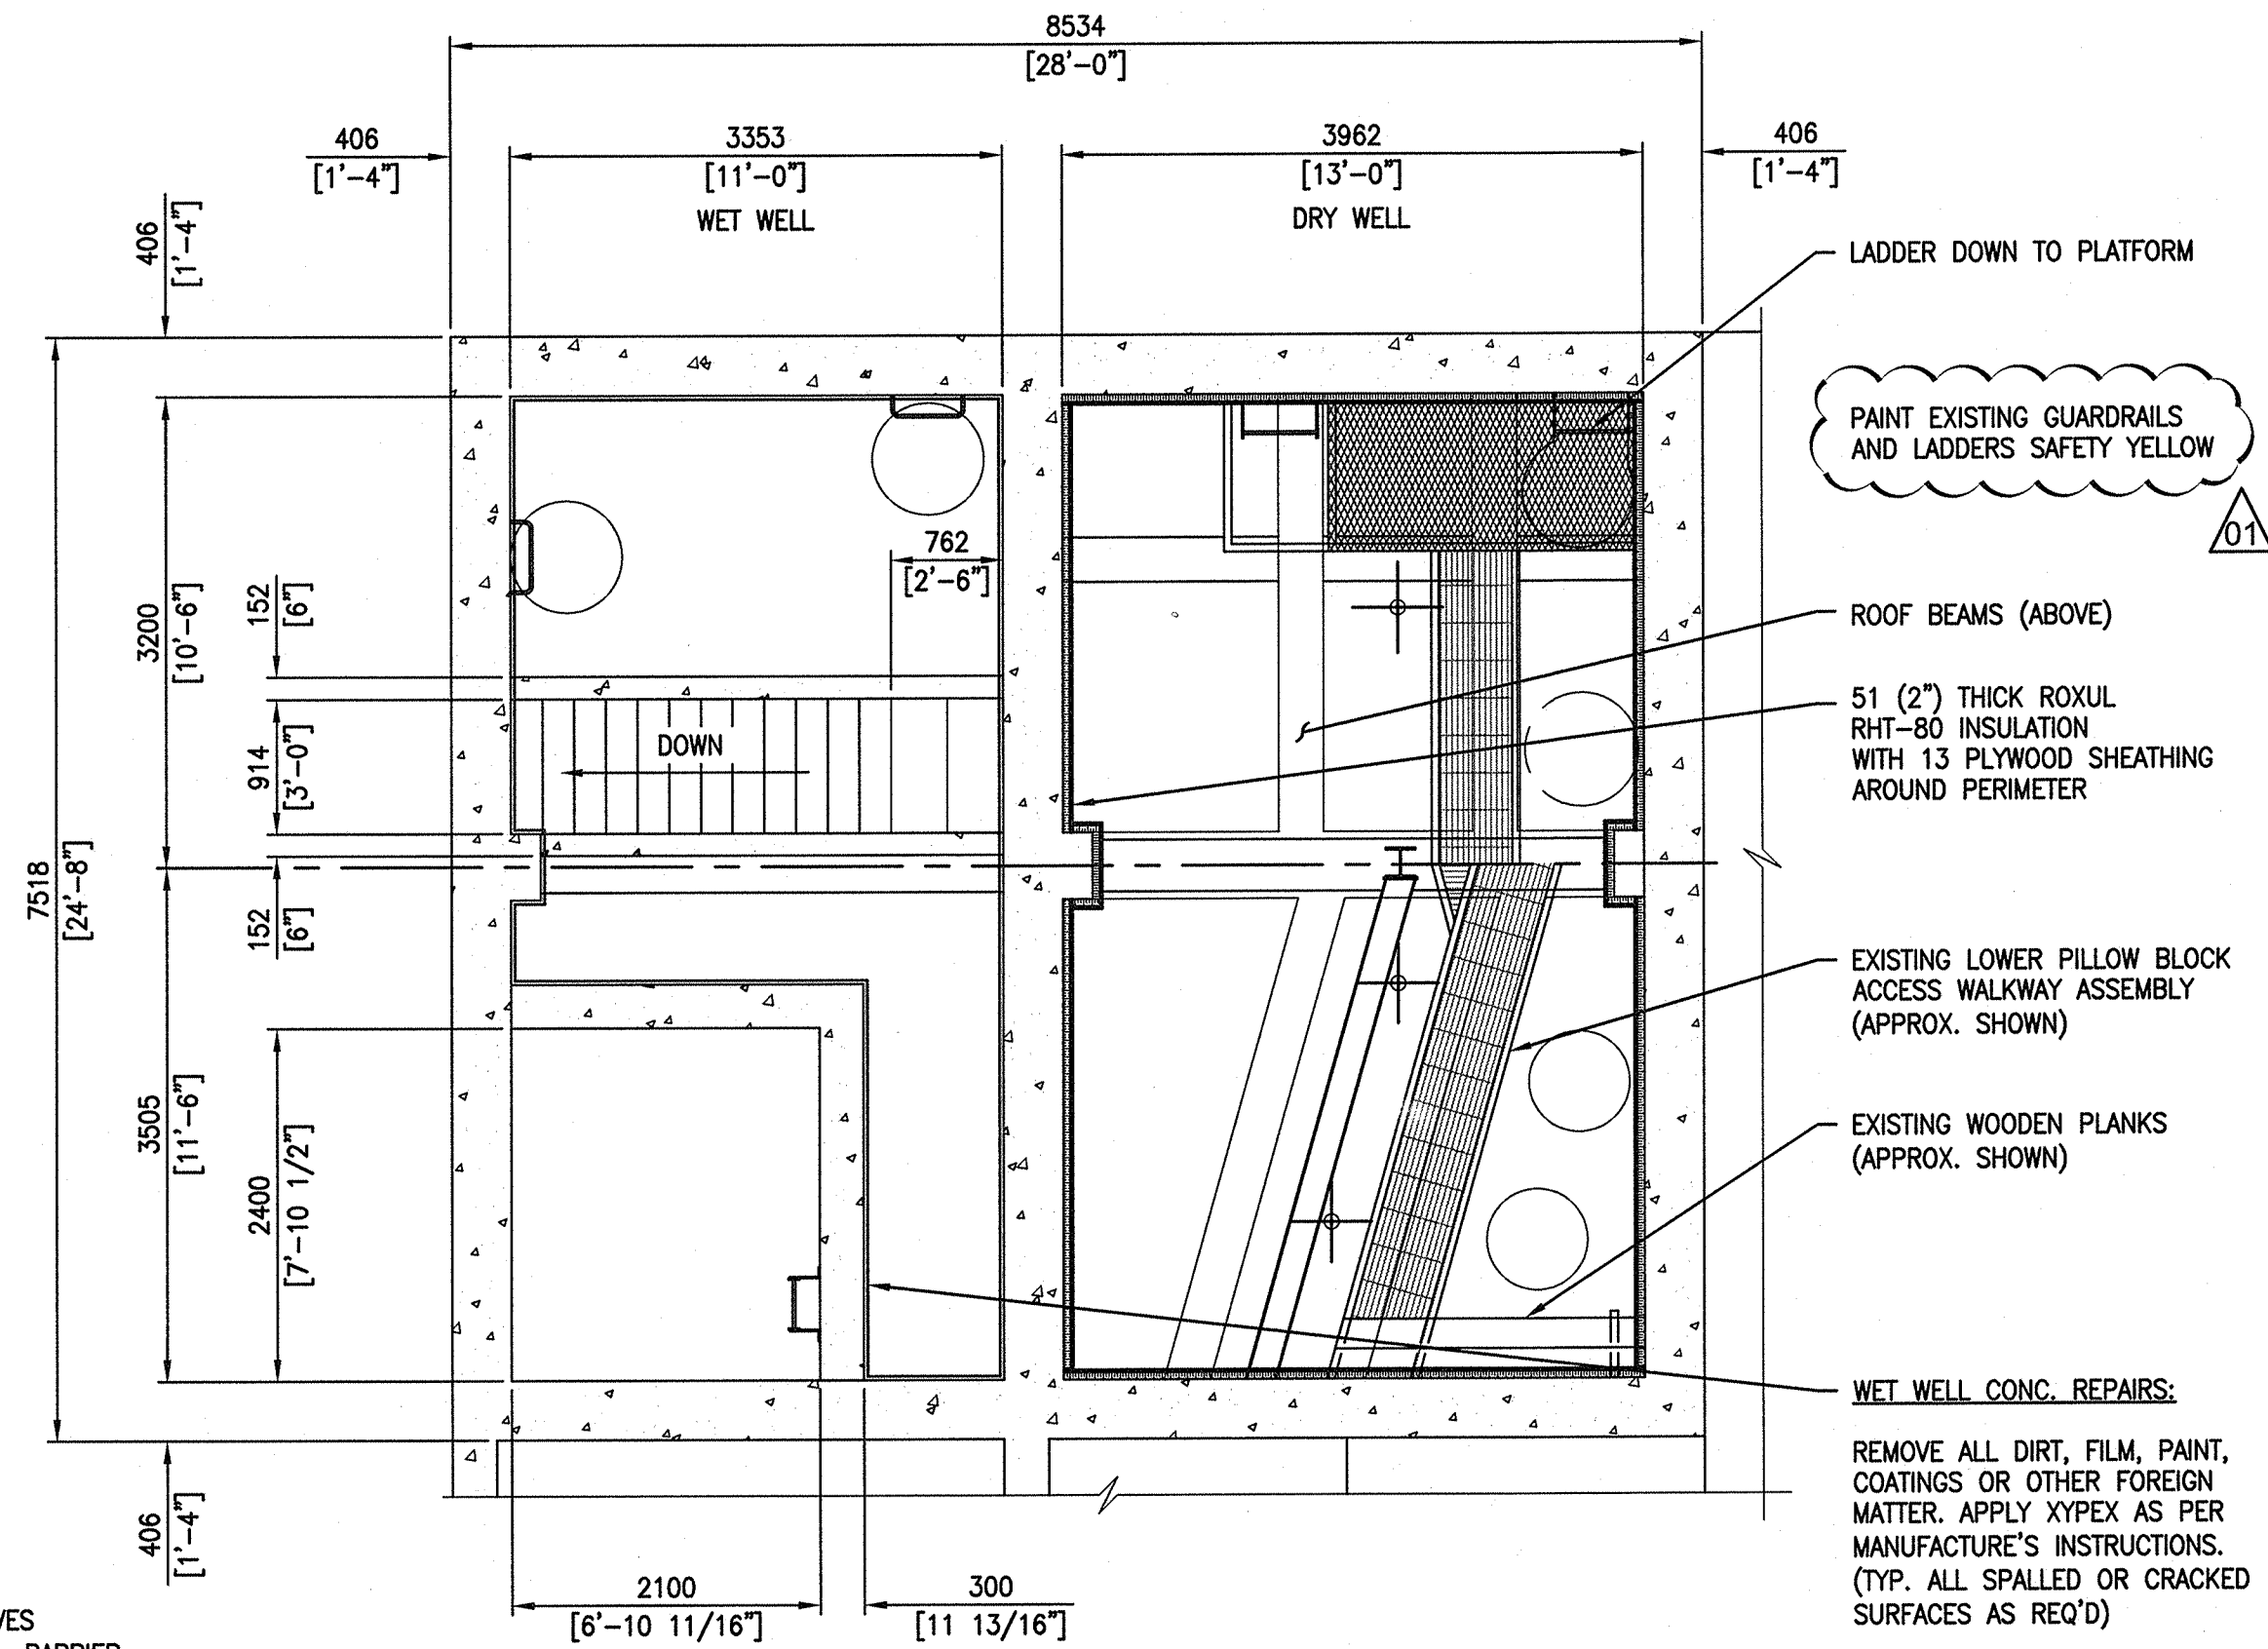 8534
[28'-0"]
406
[1'-4"]
3353
[11'-0"]
WET WELL
3962
[13'-0"]
DRY WELL
406
[1'-4"]
406
[1'-4"]
LADDER DOWN TO PLATFORM
PAINT EXISTING GUARDRAILS
AND LADDERS SAFETY YELLOW
01
762
[2'-6"]
152
[6"]
3200
[10'-6"]
ROOF BEAMS (ABOVE)
51 (2") THICK ROXUL
RHT-80 INSULATION
WITH 13 PLYWOOD SHEATHING
AROUND PERIMETER
DOWN
914
[3'-0"]
7518
[24'-8"]
152
[6"]
EXISTING LOWER PILLOW BLOCK
ACCESS WALKWAY ASSEMBLY
(APPROX. SHOWN)
3505
[11'-6"]
2400
[7'-10 1/2"]
EXISTING WOODEN PLANKS
(APPROX. SHOWN)
WET WELL CONC. REPAIRS:
REMOVE ALL DIRT, FILM, PAINT,
COATINGS OR OTHER FOREIGN
MATTER. APPLY XYPEX AS PER
MANUFACTURE'S INSTRUCTIONS.
(TYP. ALL SPALLED OR CRACKED
SURFACES AS REQ'D)
406
[1'-4"]
2100
[6'-10 11/16"]
300
[11 13/16"]